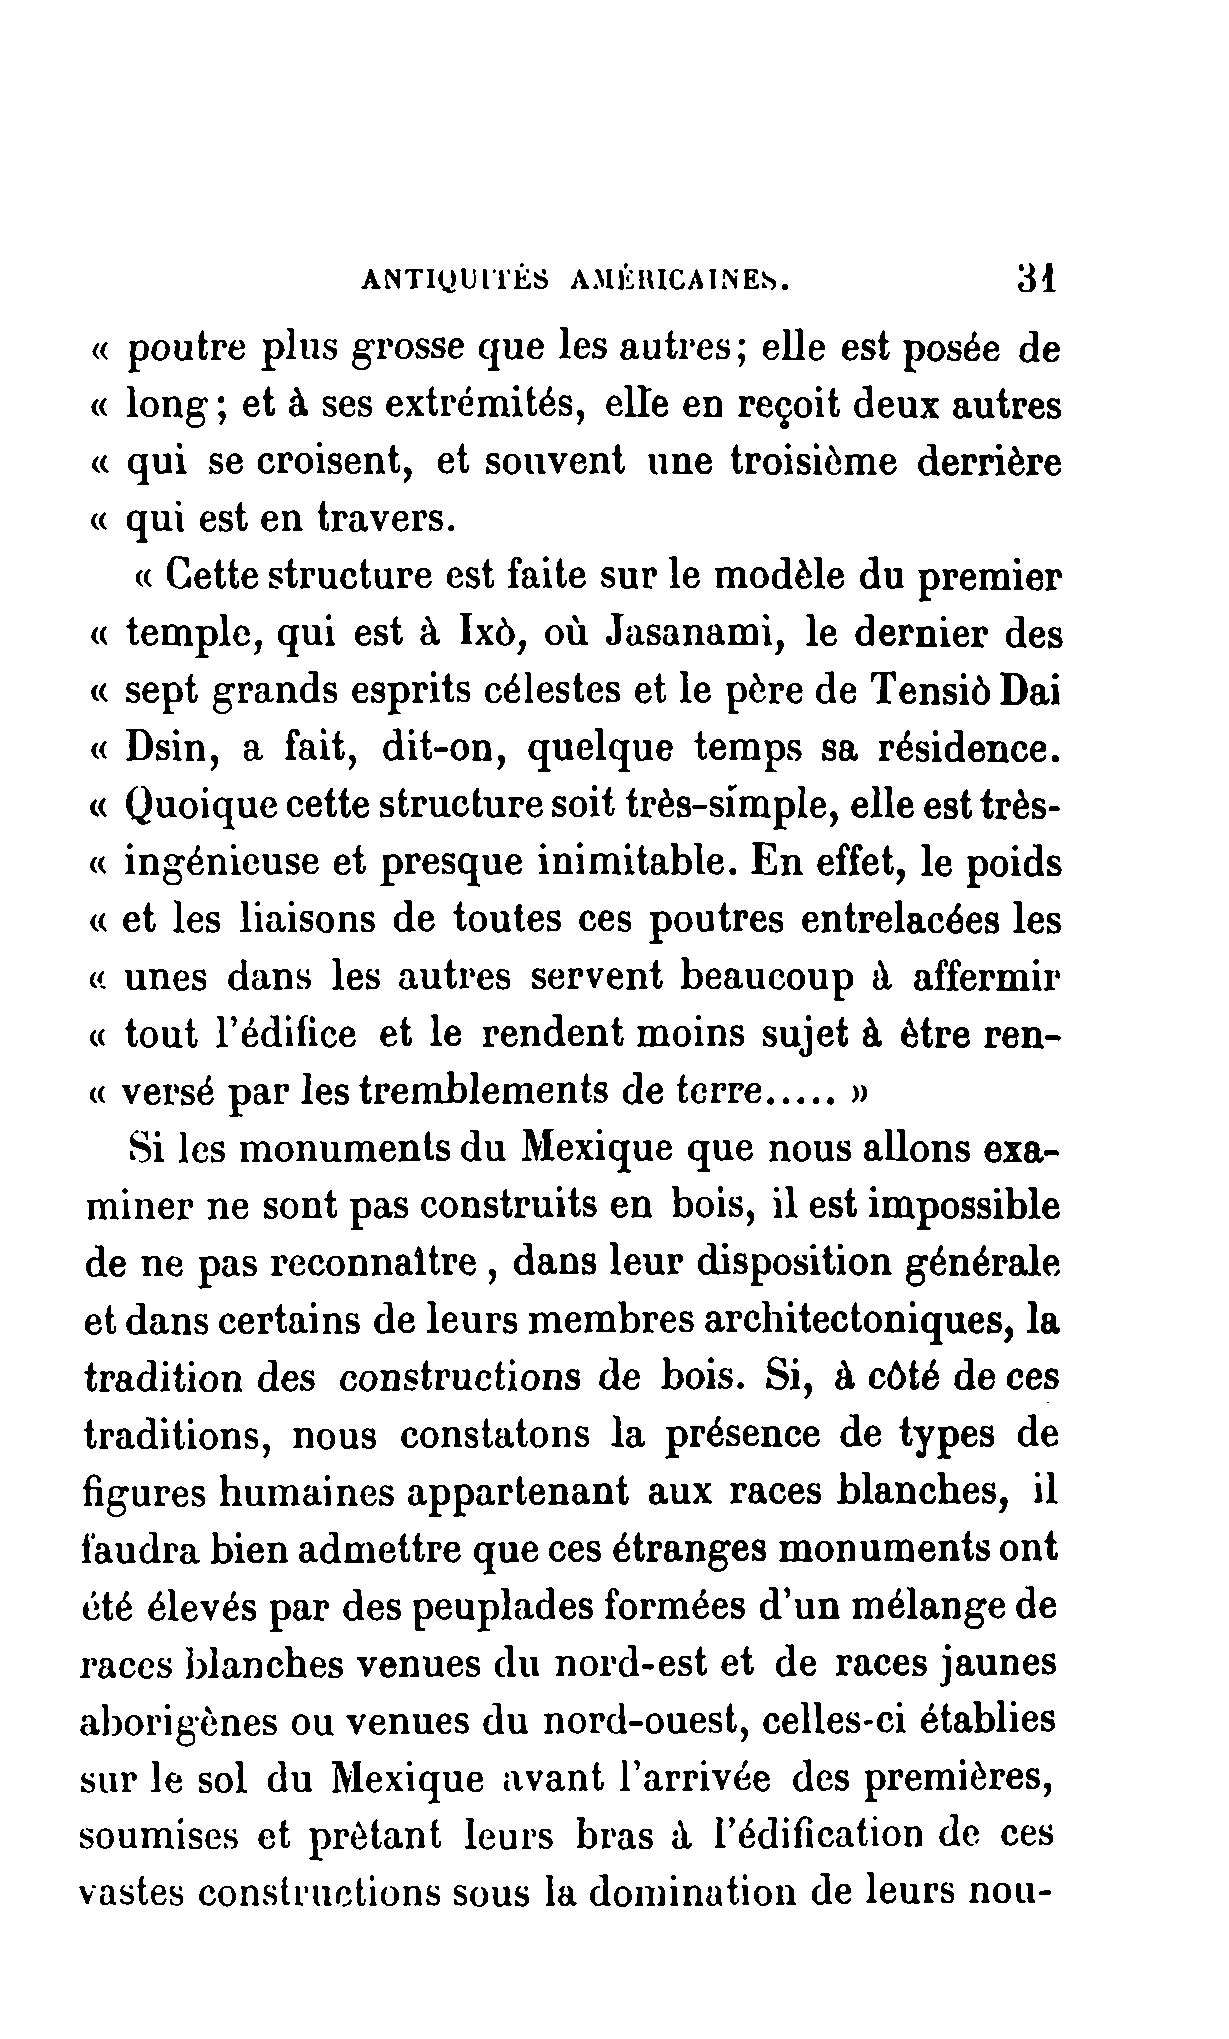 ANTIQUITÉS AMÉRICAINES. 31
« poutre plus grosse que les autres; elle est posée de
« long; et à ses extrémités, elle en reçoit deux autres
« qui se croisent, et souvent une troisième derrière
« qui est en travers.
« Cette structure est faite sur le modèle du premier
« temple, qui est à Ixò, où Jasanami, le dernier des
« sept grands esprits célestes et le père de Tensiò Dai
« Dsin, a fait, dit-on, quelque temps sa résidence.
« Quoique cette structure soit très-simple, elle est très-
« ingénieuse et presque inimitable. En effet, le poids
« et les liaisons de toutes ces poutres entrelacées les
« unes dans les autres servent beaucoup à affermir
« tout l'édifice et le rendent moins sujet à être ren-
« versé par les tremblements de terre..... »
Si les monuments du Mexique que nous allons exa-
miner ne sont pas construits en bois, il est impossible
de ne pas reconnaître, dans leur disposition générale
et dans certains de leurs membres architectoniques, la
tradition des constructions de bois. Si, à côté de ces
traditions, nous constatons la présence de types de
figures humaines appartenant aux races blanches, il
faudra bien admettre que ces étranges monuments ont
été élevés par des peuplades formées d'un mélange de
races blanches venues du nord-est et de races jaunes
aborigènes ou venues du nord-ouest, celles-ci établies
sur le sol du Mexique avant l'arrivée des premières,
soumises et prêtant leurs bras à l'édification de ces
vastes constructions sous la domination de leurs nou-